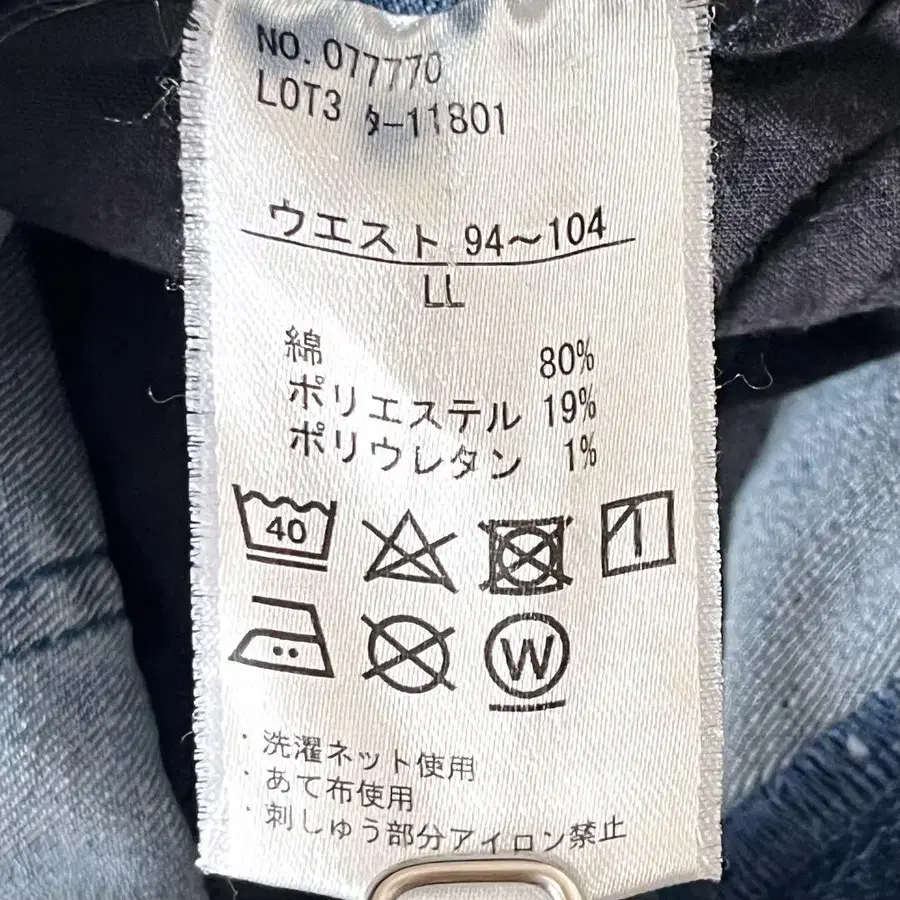 NO. 077770
LOT3 ﾀ-11801
ウエスト 94～104
LL
綿 80%
ポリエステル 19%
ポリウレタン 1%
40
W
・洗濯ネット使用
・あて布使用
・刺しゅう部分アイロン禁止